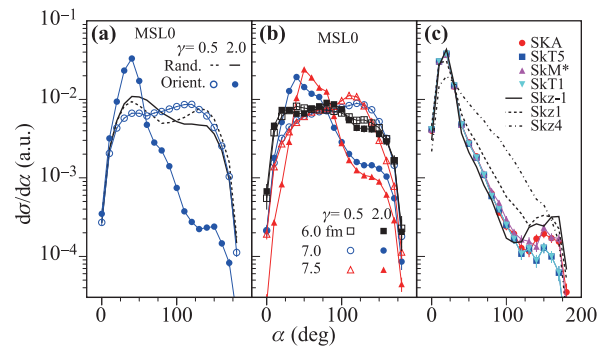 (a) MSL0
γ= 0.5 2.0
Rand.
Orient.
(b) MSL0
γ= 0.5 2.0
6.0 fm
7.0
7.5
(c)
SKA
SkT5
SkM*
SkT1
Skz-1
Skz1
Skz4
dσ/dα (a.u.)
10⁻¹
10⁻²
10⁻³
10⁻⁴
0 100 0 100 0 100 200
α (deg)